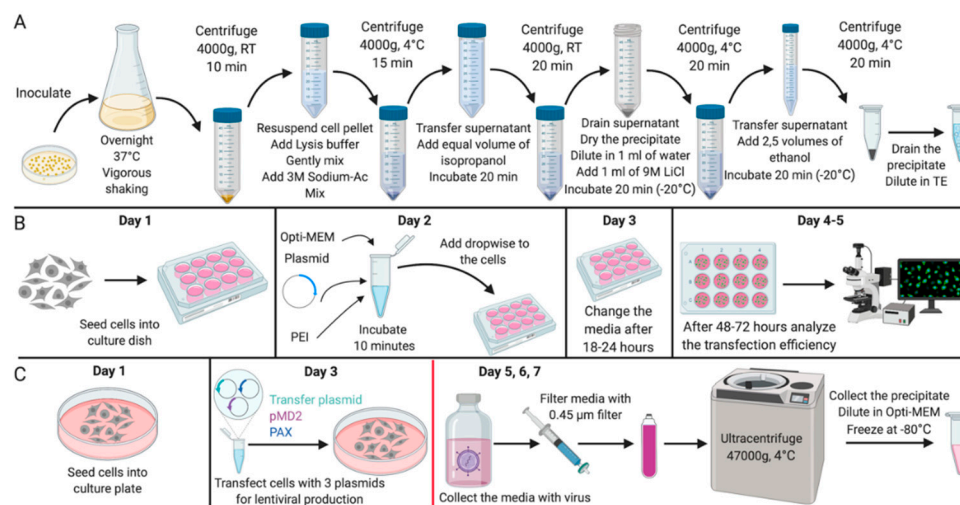 A
Inoculate
Overnight
37°C
Vigorous
shaking
Centrifuge
4000g, RT
10 min
Resuspend cell pellet
Add Lysis buffer
Gently mix
Add 3M Sodium-Ac
Mix
Centrifuge
4000g, 4°C
15 min
Transfer supernatant
Add equal volume of
isopropanol
Incubate 20 min
Centrifuge
4000g, RT
20 min
Drain supernatant
Dry the precipitate
Dilute in 1 ml of water
Add 1 ml of 9M LiCl
Incubate 20 min (-20°C)
Centrifuge
4000g, 4°C
20 min
Transfer supernatant
Add 2,5 volumes of
ethanol
Incubate 20 min (-20°C)
Centrifuge
4000g, 4°C
20 min
Drain the
precipitate
Dilute in TE
B
Day 1
Seed cells into
culture dish
Day 2
Opti-MEM
Plasmid
PEI
Incubate
10 minutes
Add dropwise to
the cells
Day 3
Change the
media after
18-24 hours
Day 4-5
After 48-72 hours analyze
the transfection efficiency
C
Day 1
Seed cells into
culture plate
Day 3
Transfer plasmid
pMD2
PAX
Transfect cells with 3 plasmids
for lentiviral production
Day 5, 6, 7
Collect the media with virus
Filter media with
0.45 µm filter
Ultracentrifuge
47000g, 4°C
Collect the precipitate
Dilute in Opti-MEM
Freeze at -80°C